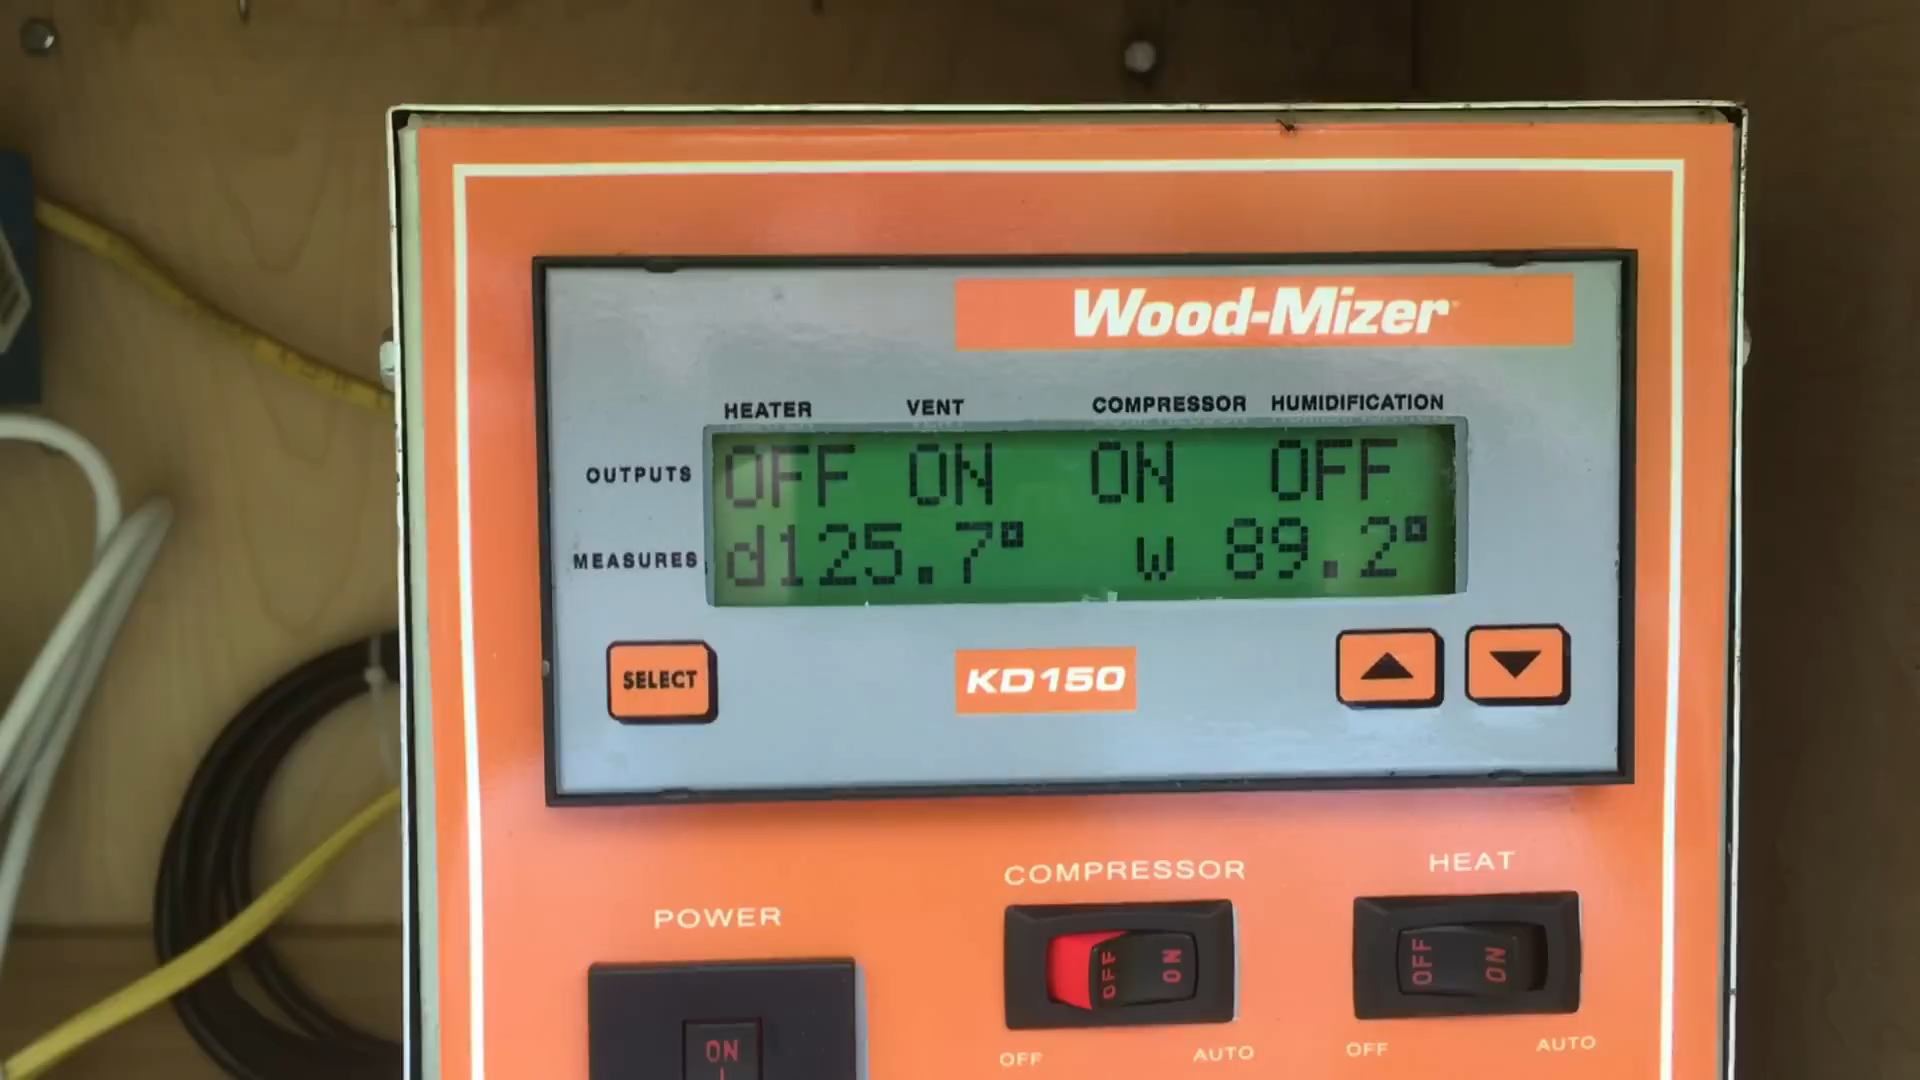 Wood-Mizer
HEATER VENT COMPRESSOR HUMIDIFICATION
OUTPUTS OFF ON ON OFF
MEASURES d125.7° w 89.2°
SELECT KD150
POWER COMPRESSOR HEAT
OFF ON OFF ON
ON
OFF AUTO OFF AUTO